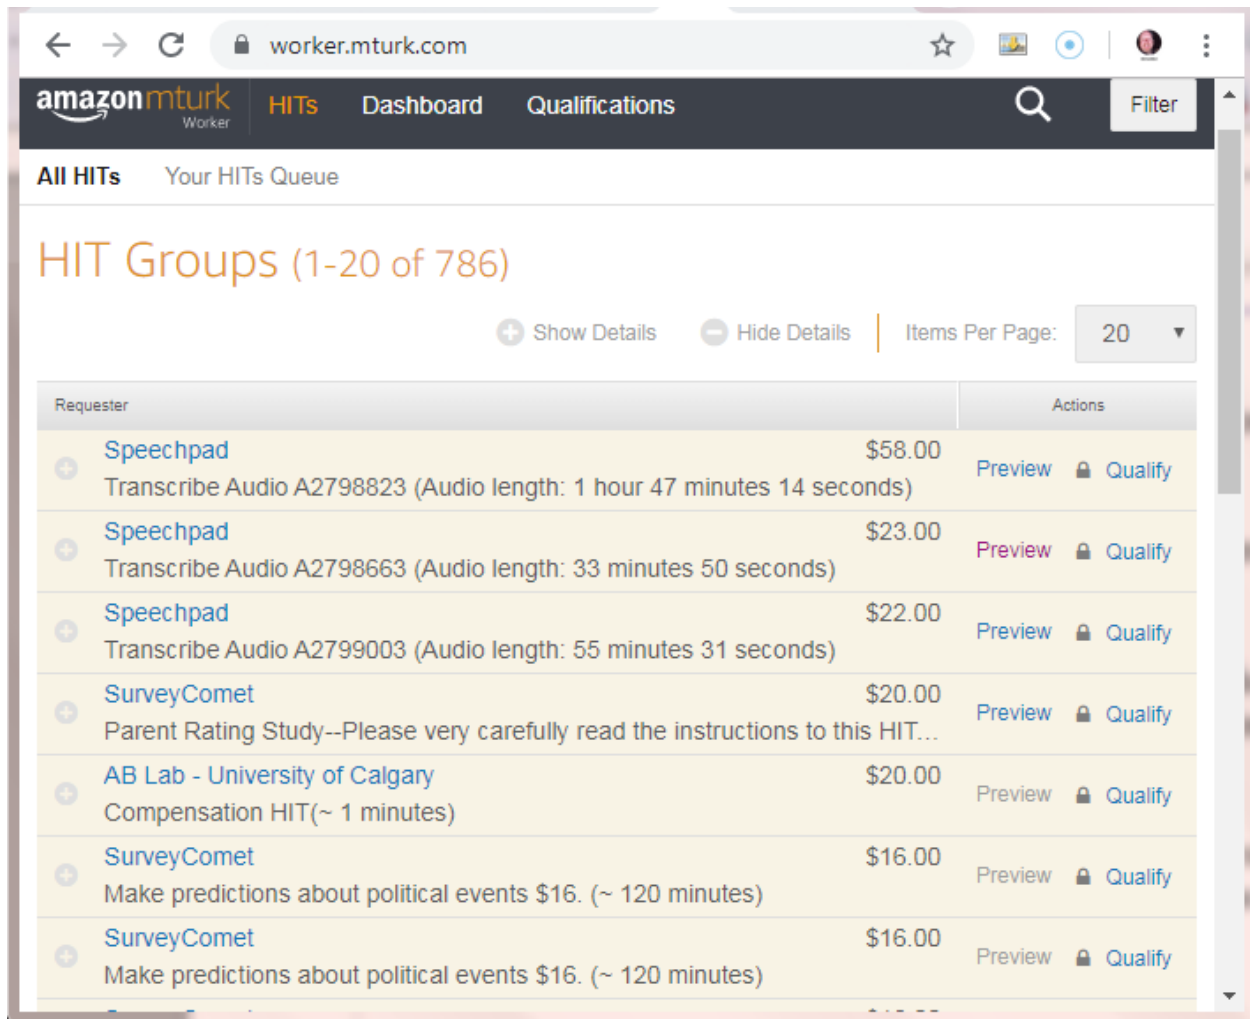 worker.mturk.com
amazon mturk
Worker
HITs Dashboard Qualifications Filter
All HITs Your HITs Queue
HIT Groups (1-20 of 786)
Show Details Hide Details Items Per Page: 20
Requester Actions
Speechpad $58.00
Transcribe Audio A2798823 (Audio length: 1 hour 47 minutes 14 seconds)
Preview Qualify
Speechpad $23.00
Transcribe Audio A2798663 (Audio length: 33 minutes 50 seconds)
Preview Qualify
Speechpad $22.00
Transcribe Audio A2799003 (Audio length: 55 minutes 31 seconds)
Preview Qualify
SurveyComet $20.00
Parent Rating Study--Please very carefully read the instructions to this HIT...
Preview Qualify
AB Lab - University of Calgary $20.00
Compensation HIT(~ 1 minutes)
Preview Qualify
SurveyComet $16.00
Make predictions about political events $16. (~ 120 minutes)
Preview Qualify
SurveyComet $16.00
Make predictions about political events $16. (~ 120 minutes)
Preview Qualify